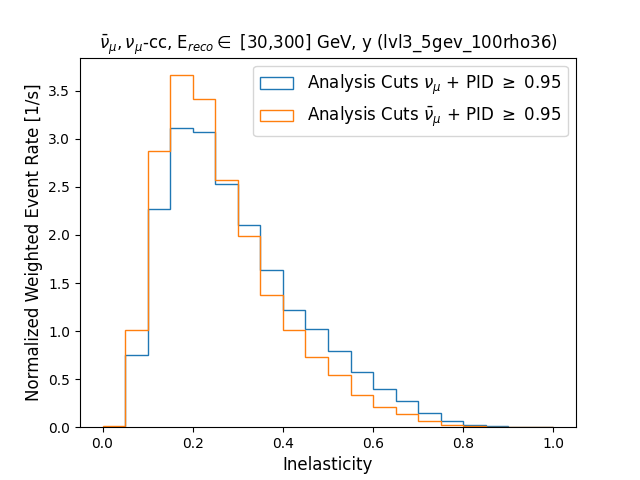 ν̄μ, νμ-cc, Ereco ∈ [30,300] GeV, y (lvl3_5gev_100rho36)
Analysis Cuts νμ + PID ≥ 0.95
Analysis Cuts ν̄μ + PID ≥ 0.95
Normalized Weighted Event Rate [1/s]
3.5
3.0
2.5
2.0
1.5
1.0
0.5
0.0
0.0 0.2 0.4 0.6 0.8 1.0
Inelasticity